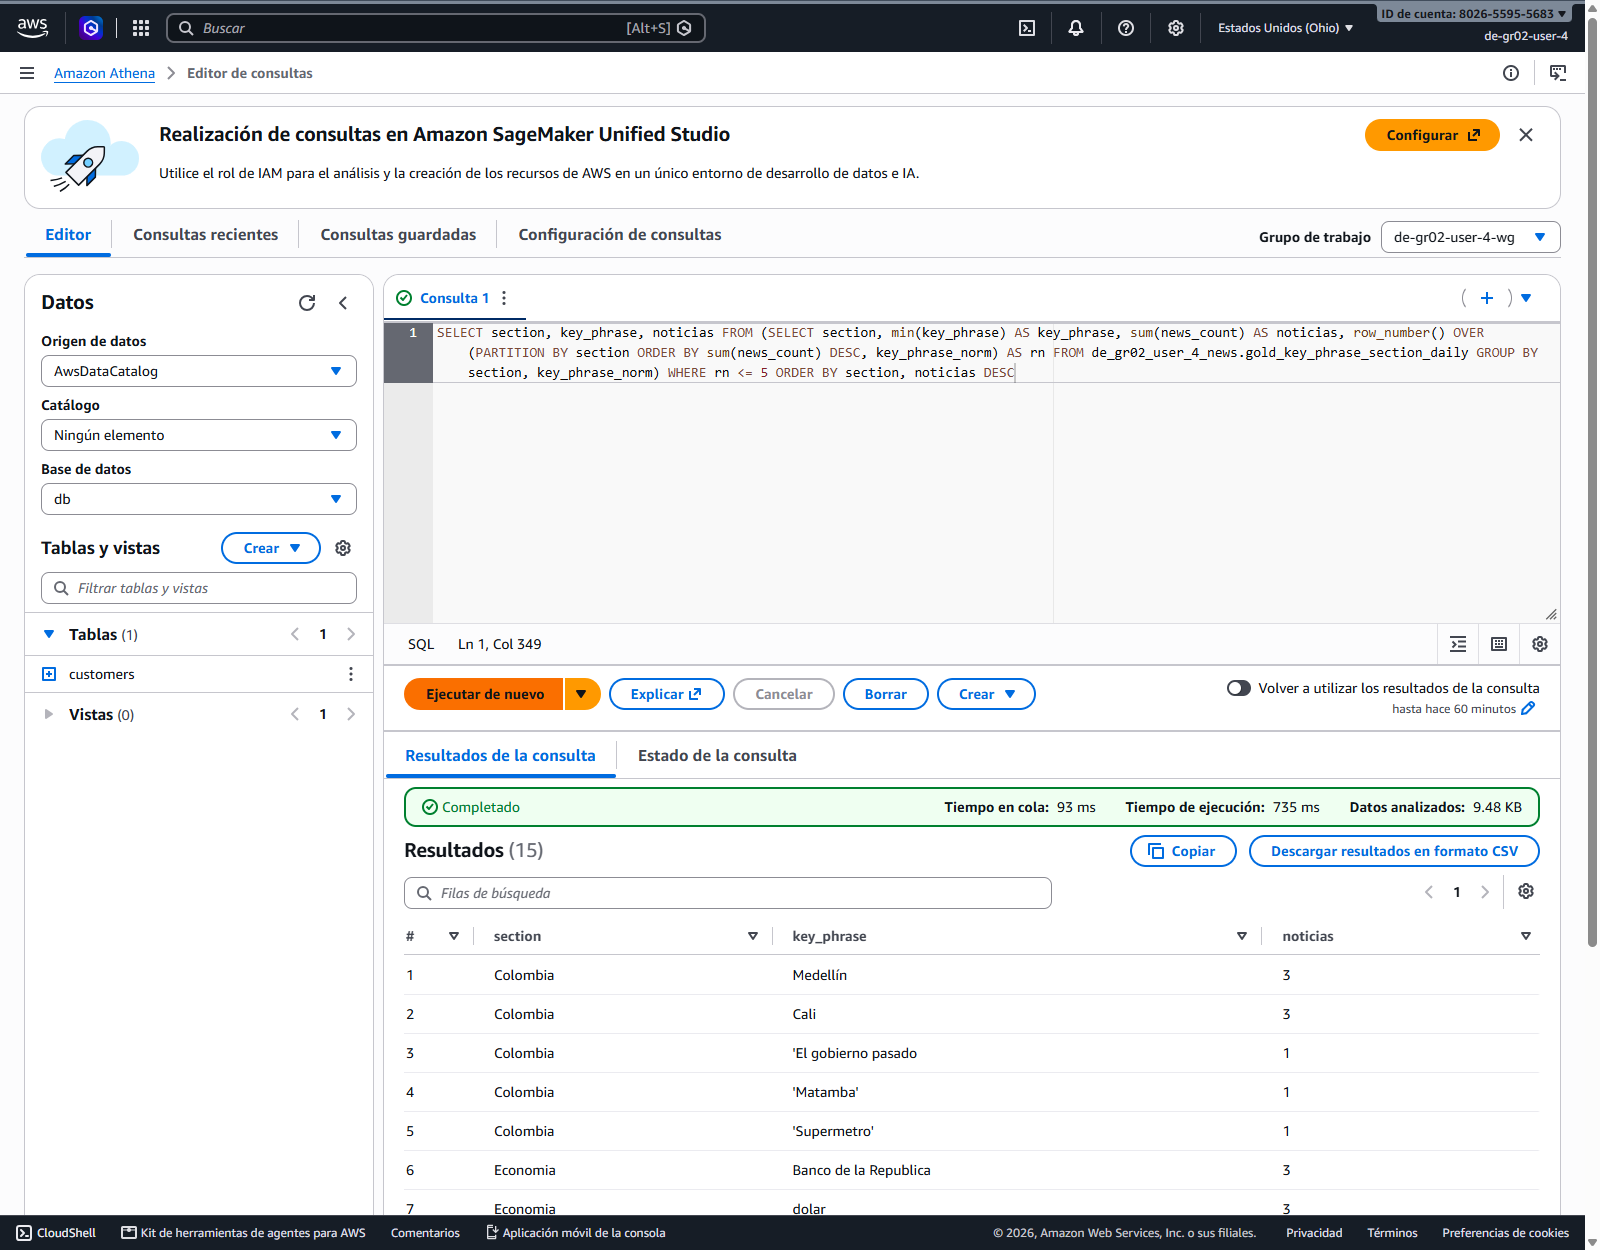 aws
Buscar [Alt+S]
Estados Unidos (Ohio)
ID de cuenta: 8026-5595-5683
de-gr02-user-4
Amazon Athena > Editor de consultas
Realización de consultas en Amazon SageMaker Unified Studio
Utilice el rol de IAM para el análisis y la creación de los recursos de AWS en un único entorno de desarrollo de datos e IA.
Configurar
Editor
Consultas recientes
Consultas guardadas
Configuración de consultas
Grupo de trabajo
de-gr02-user-4-wg
Datos
Origen de datos
AwsDataCatalog
Catálogo
Ningún elemento
Base de datos
db
Tablas y vistas
Crear
Filtrar tablas y vistas
Tablas (1)
1
customers
Vistas (0)
1
Consulta 1
1
SELECT section, key_phrase, noticias FROM (SELECT section, min(key_phrase) AS key_phrase, sum(news_count) AS noticias, row_number() OVER
(PARTITION BY section ORDER BY sum(news_count) DESC, key_phrase_norm) AS rn FROM de_gr02_user_4_news.gold_key_phrase_section_daily GROUP BY
section, key_phrase_norm) WHERE rn <= 5 ORDER BY section, noticias DESC
SQL Ln 1, Col 349
Ejecutar de nuevo
Explicar
Cancelar
Borrar
Crear
Volver a utilizar los resultados de la consulta
hasta hace 60 minutos
Resultados de la consulta
Estado de la consulta
Completado
Tiempo en cola: 93 ms
Tiempo de ejecución: 735 ms
Datos analizados: 9.48 KB
Resultados (15)
Copiar
Descargar resultados en formato CSV
Filas de búsqueda
1
# section key_phrase noticias
1 Colombia Medellín 3
2 Colombia Cali 3
3 Colombia 'El gobierno pasado 1
4 Colombia 'Matamba' 1
5 Colombia 'Supermetro' 1
6 Economia Banco de la Republica 3
7 Economia dolar 3
CloudShell
Kit de herramientas de agentes para AWS
Comentarios
Aplicación móvil de la consola
© 2026, Amazon Web Services, Inc. o sus filiales.
Privacidad
Términos
Preferencias de cookies